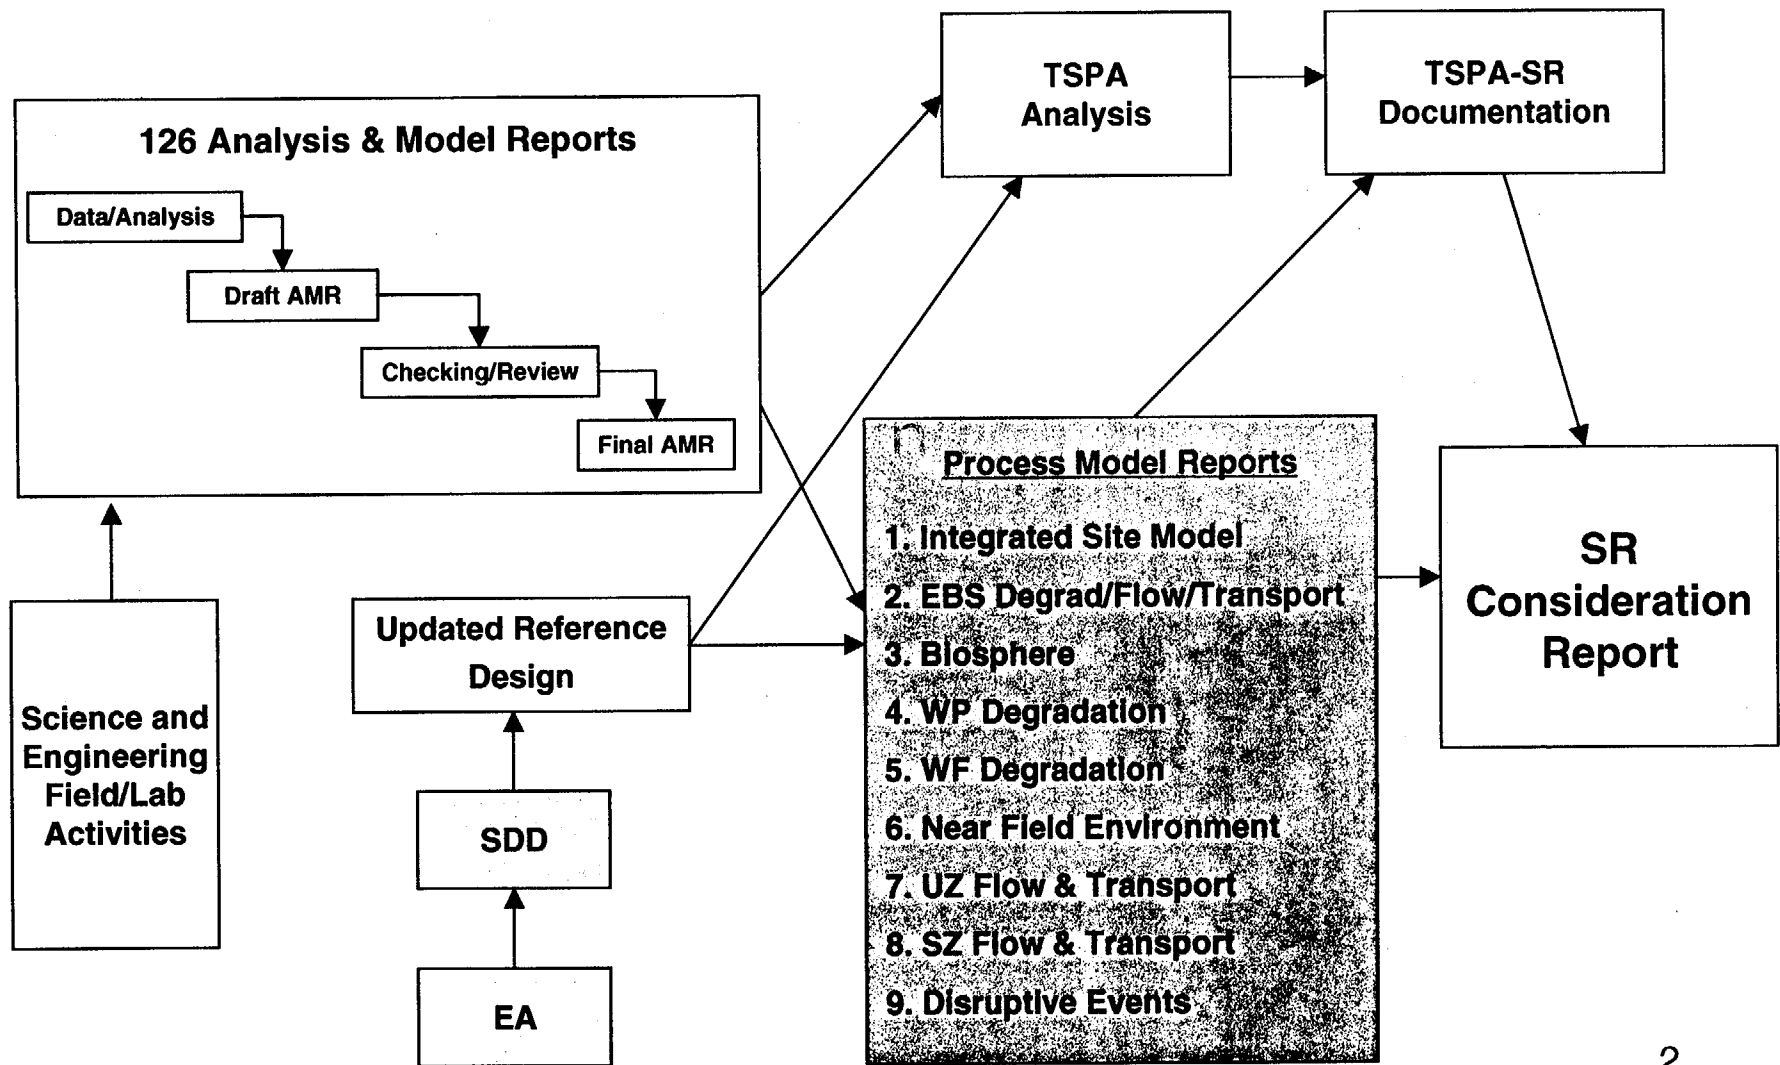 TSPA
Analysis
TSPA-SR
Documentation
126 Analysis & Model Reports
Data/Analysis
Draft AMR
Checking/Review
Final AMR
Process Model Reports
1. Integrated Site Model
2. EBS Degrad/Flow/Transport
3. Biosphere
4. WP Degradation
5. WF Degradation
6. Near Field Environment
7. UZ Flow & Transport
8. SZ Flow & Transport
9. Disruptive Events
SR
Consideration
Report
Updated Reference
Design
SDD
EA
Science and
Engineering
Field/Lab
Activities
2